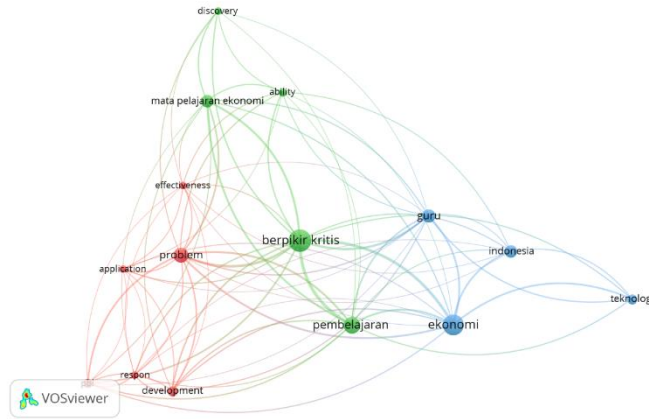 discovery
ability
mata pelajaran ekonomi
effectiveness
guru
berpikir kritis
indonesia
problem
application
teknolog
pembelajaran
ekonomi
respon
development
VOSviewer